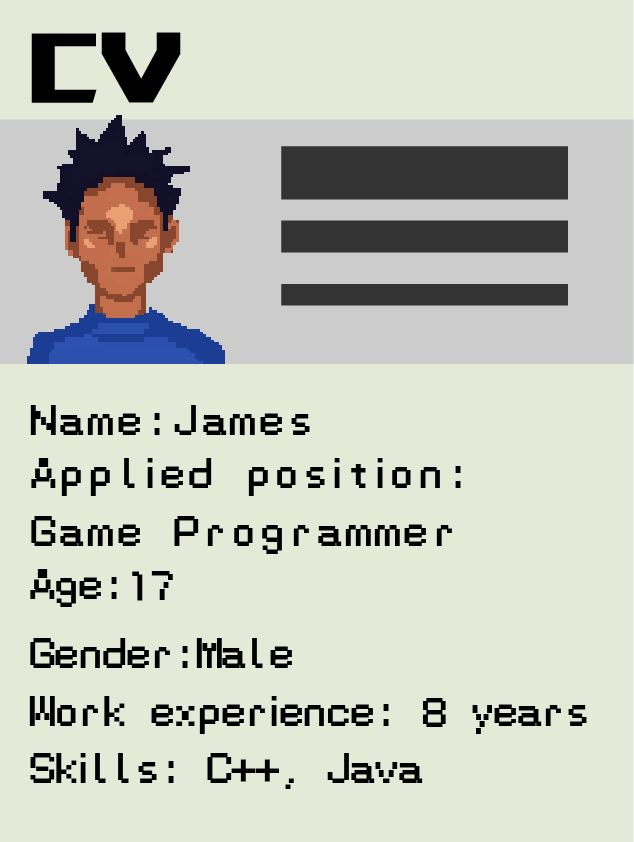 CV
Name:James
Applied position:
Game Programmer
Age:17
Gender:Male
Work experience: 8 years
Skills: C++, Java